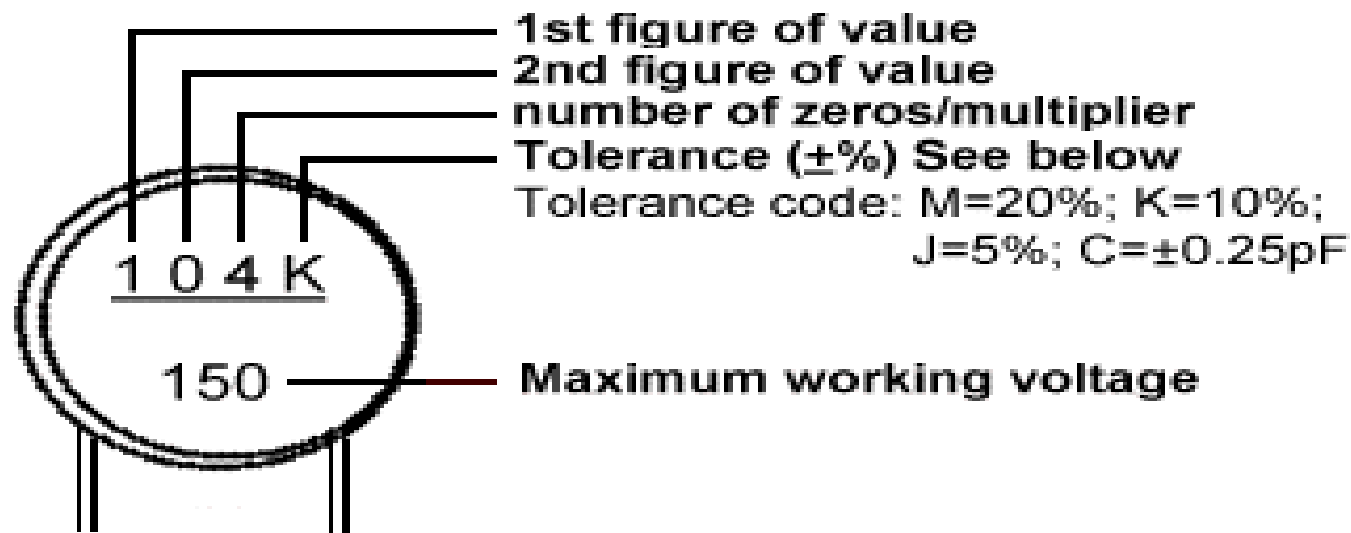 1st figure of value
2nd figure of value
number of zeros/multiplier
Tolerance (±%) See below
Tolerance code: M=20%; K=10%;
J=5%; C=±0.25pF
1 0 4 K
150
Maximum working voltage